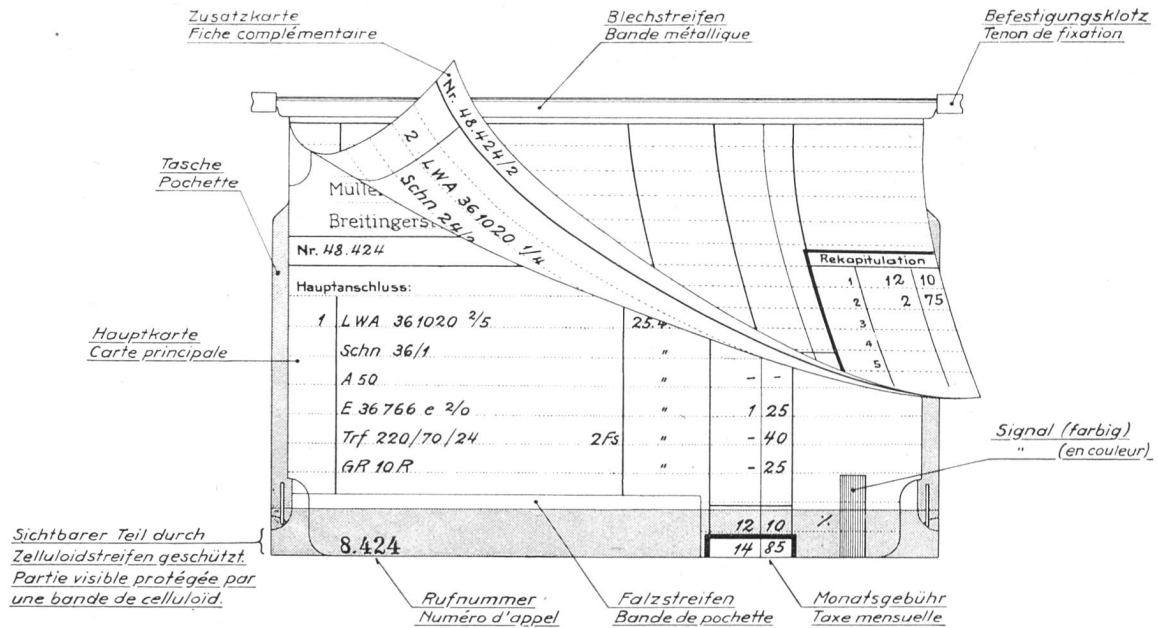 Zusatzkarte
Fiche complémentaire
Blechstreifen
Bande métallique
Befestigungsklotz
Tenon de fixation
Nr. 48.424/2
2 LWA 361020 1/4
Schn 24/2
Tasche
Pochette
Mülle
Breitingers
Nr. 48.424
Rekapitulation
1 12 10
2 2 75
3
4
5
Hauptanschluss:
1 LWA 361020 2/5 25.4
Schn 36/1 "
A 50 " - -
E 36766 e 2/0 " 1 25
Trf 220/70/24 2Fs " - 40
GR 10R " - 25
Hauptkarte
Carte principale
Signal (farbig)
" (en couleur)
12 10 %
14 85
8.424
Sichtbarer Teil durch
Zelluloidstreifen geschützt.
Partie visible protégée par
une bande de celluloïd.
Rufnummer
Numéro d'appel
Falzstreifen
Bande de pochette
Monatsgebühr
Taxe mensuelle